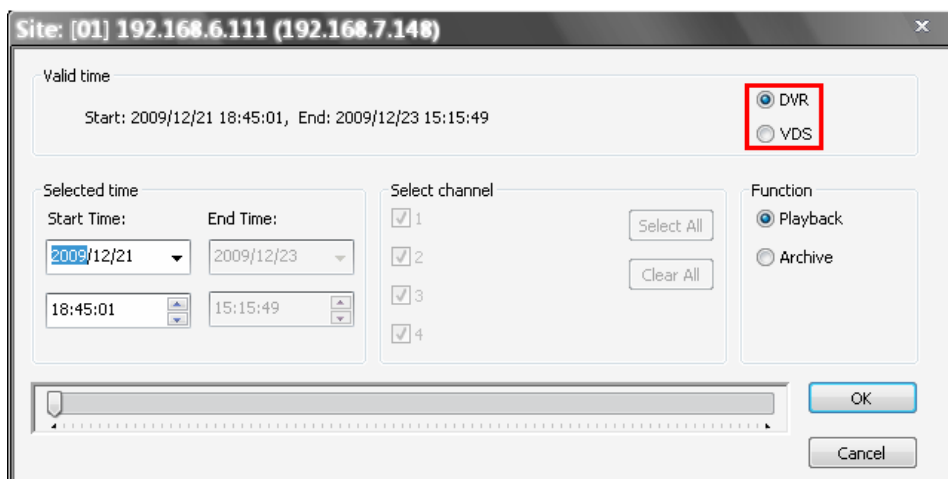 Site: [01] 192.168.6.111 (192.168.7.148)
Valid time
Start: 2009/12/21 18:45:01, End: 2009/12/23 15:15:49
DVR
VDS
Selected time
Start Time: End Time:
2009/12/21 2009/12/23
18:45:01 15:15:49
Select channel
1
2
3
4
Select All
Clear All
Function
Playback
Archive
OK
Cancel